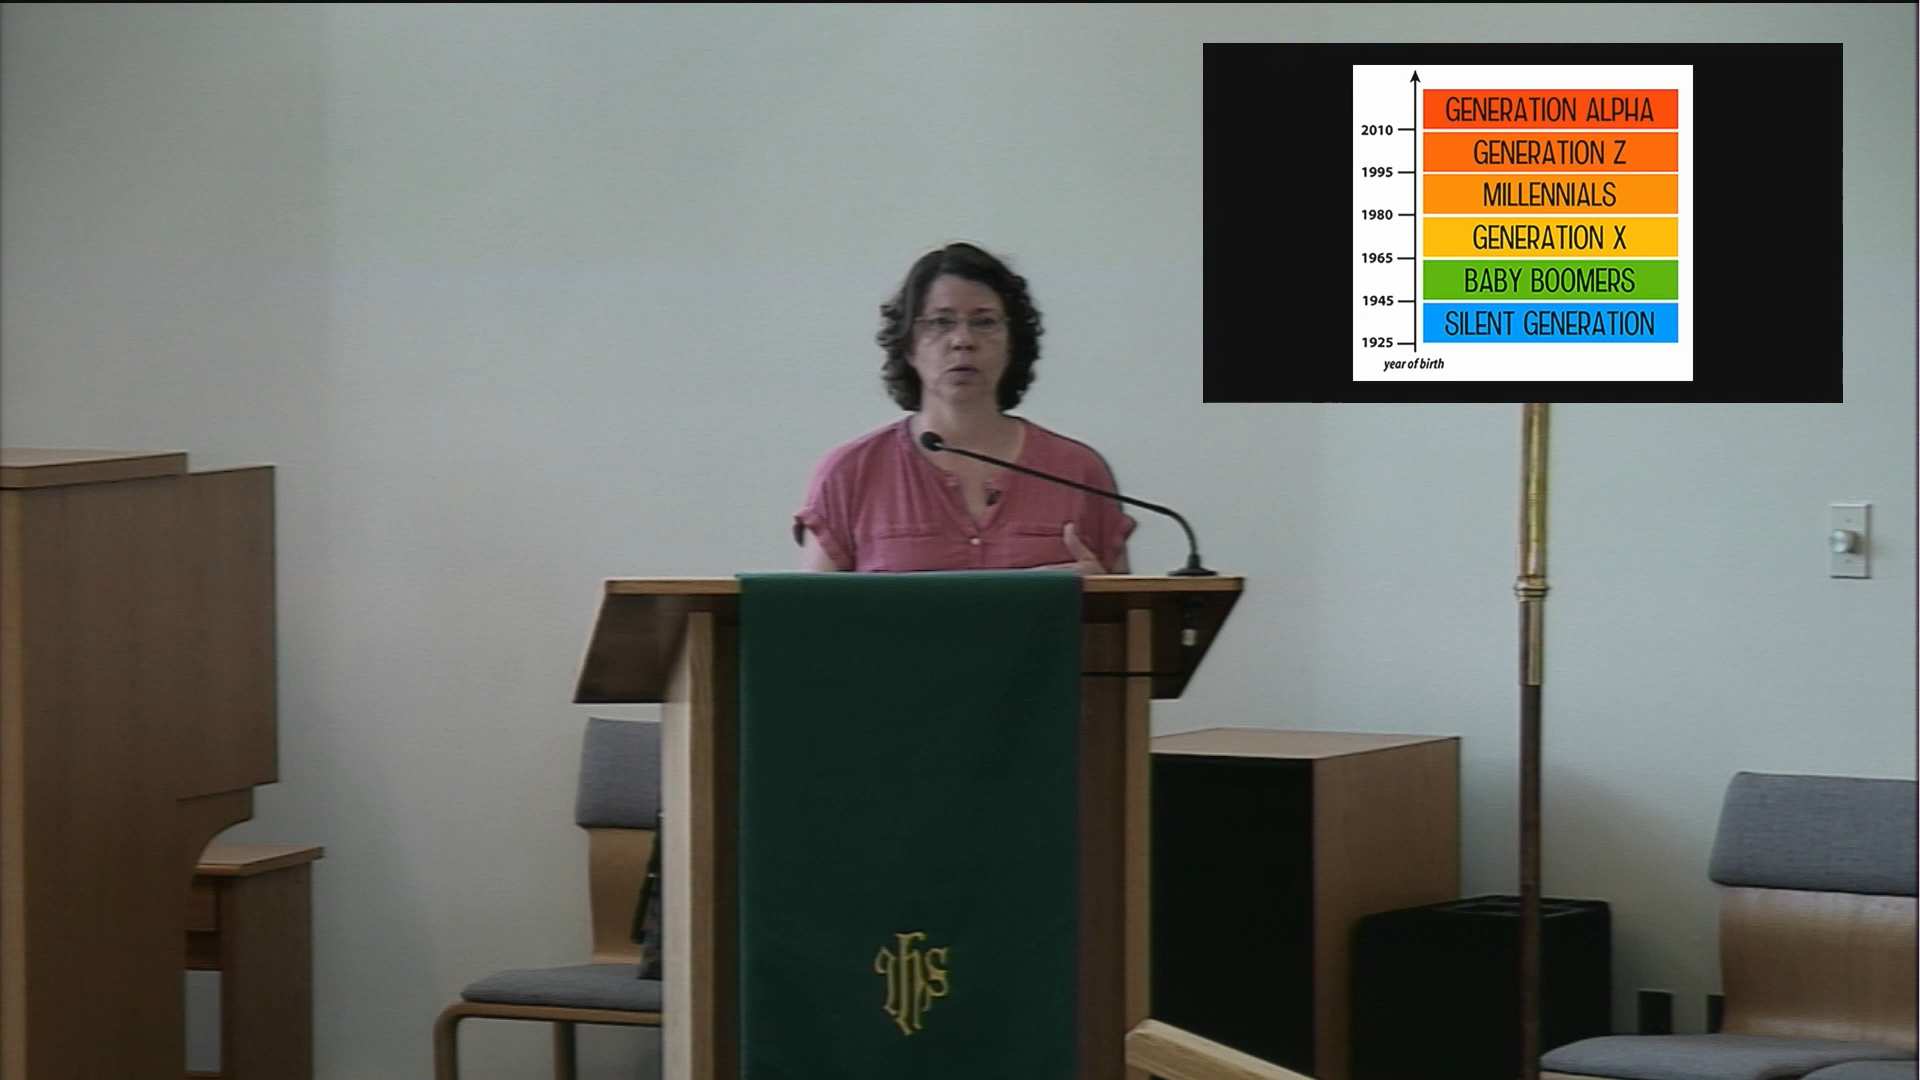 GENERATION ALPHA
2010
GENERATION Z
1995
MILLENNIALS
1980
GENERATION X
1965
BABY BOOMERS
1945
SILENT GENERATION
1925
year of birth
ihs